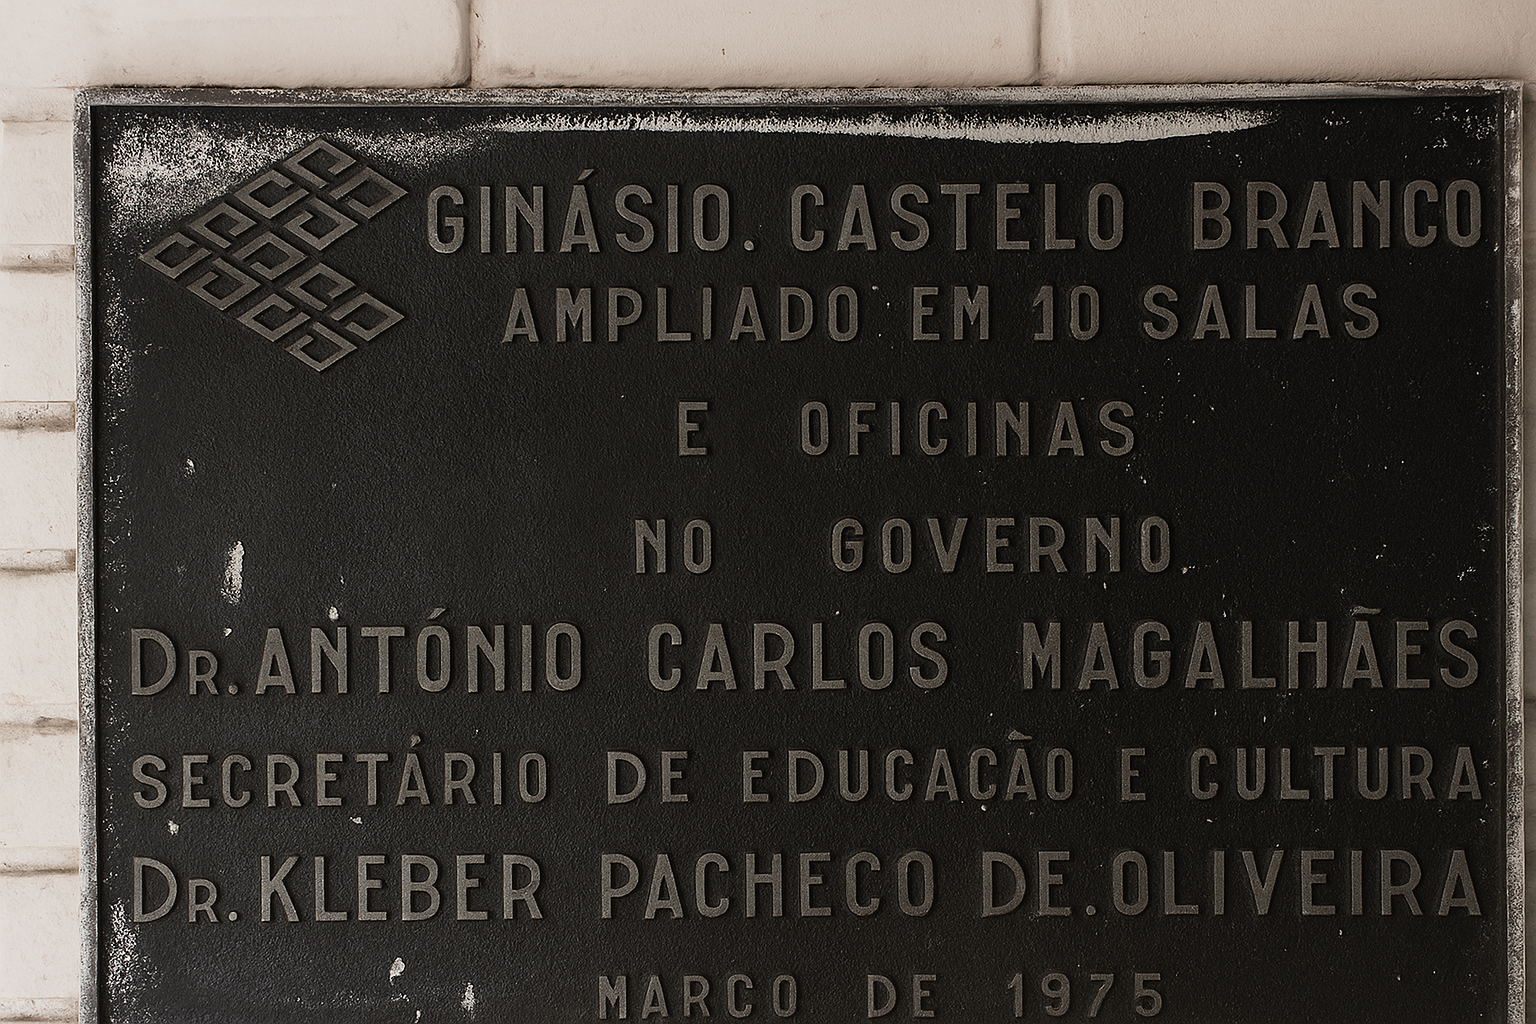 GINÁSIO. CASTELO BRANCO
AMPLIADO EM 10 SALAS
E OFICINAS
NO GOVERNO
DR. ANTÓNIO CARLOS MAGALHÃES
SECRETÁRIO DE EDUCACÃO E CULTURA
DR. KLEBER PACHECO DE. OLIVEIRA
MARCO DE 1975